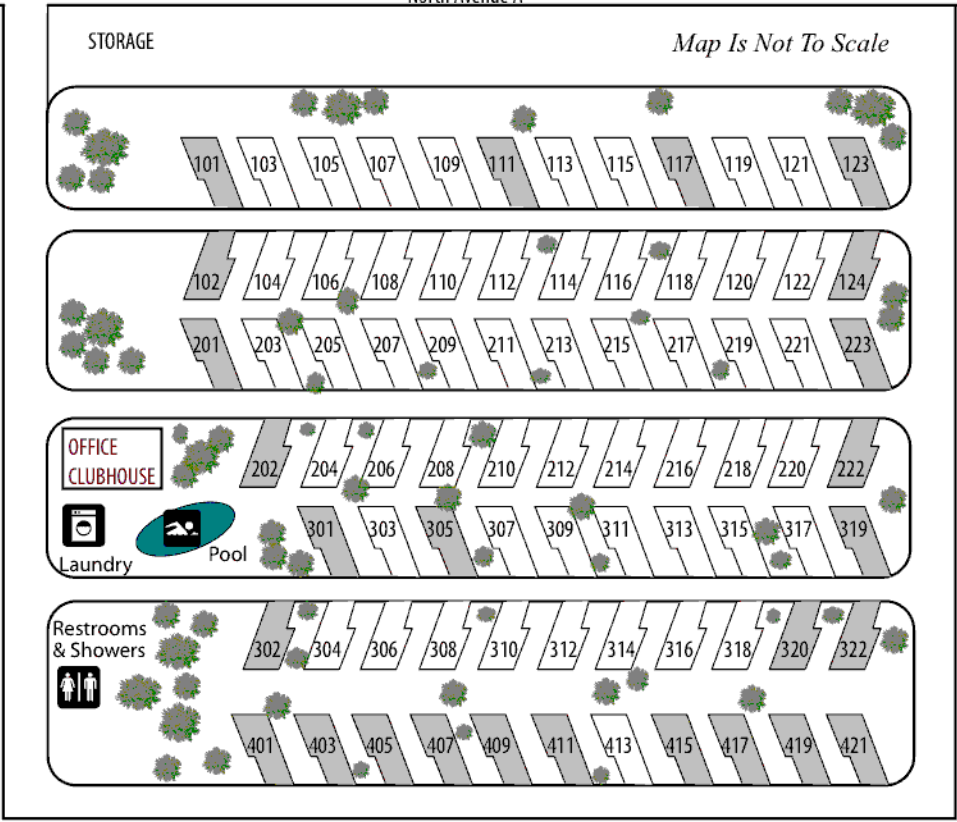 North Avenue A
STORAGE
Map Is Not To Scale
101 103 105 107 109 111 113 115 117 119 121 123
102 104 106 108 110 112 114 116 118 120 122 124
201 203 205 207 209 211 213 215 217 219 221 223
OFFICE
CLUBHOUSE
202 204 206 208 210 212 214 216 218 220 222
Laundry
Pool
301 303 305 307 309 311 313 315 317 319
Restrooms
& Showers
302 304 306 308 310 312 314 316 318 320 322
401 403 405 407 409 411 413 415 417 419 421